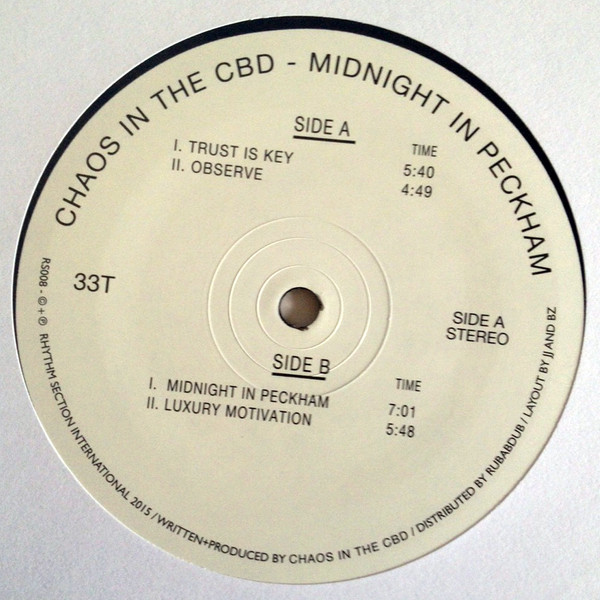 CHAOS IN THE CBD - MIDNIGHT IN PECKHAM
SIDE A
TIME
I. TRUST IS KEY 5:40
II. OBSERVE 4:49
33T
SIDE A
STEREO
SIDE B
TIME
I. MIDNIGHT IN PECKHAM 7:01
II. LUXURY MOTIVATION 5:48
RS008 - © + ℗ RHYTHM SECTION INTERNATIONAL 2015 / WRITTEN+PRODUCED BY CHAOS IN THE CBD / DISTRIBUTED BY RUBADUB / LAYOUT BY JJ AND BZ